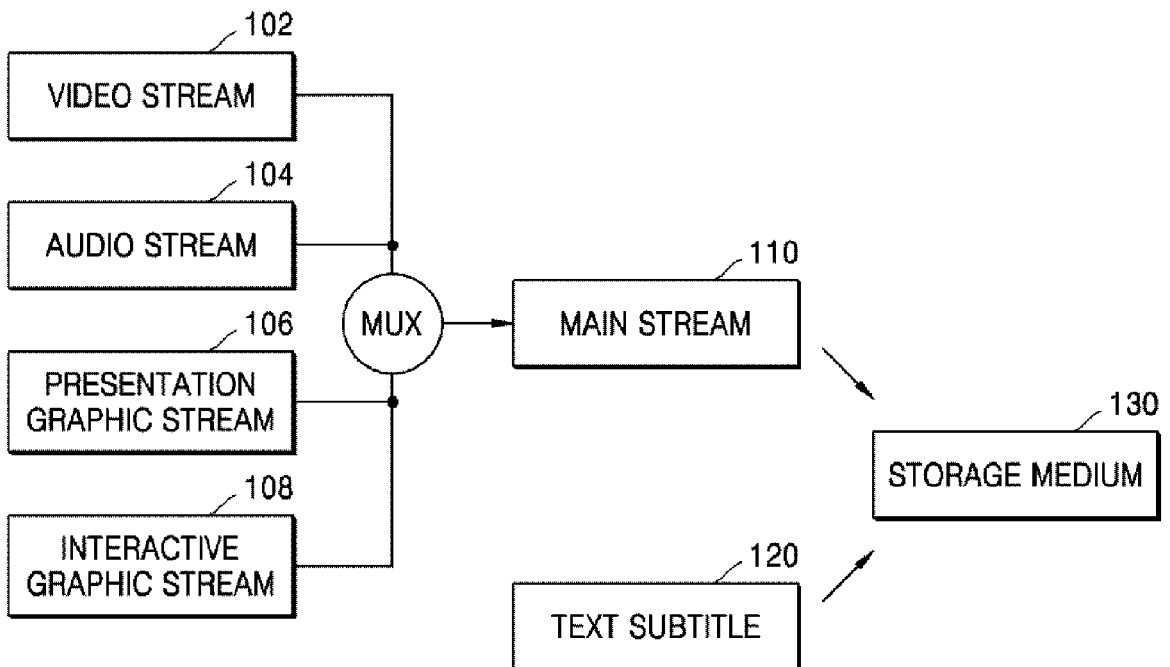 102
VIDEO STREAM
104
AUDIO STREAM
106
PRESENTATION
GRAPHIC STREAM
108
INTERACTIVE
GRAPHIC STREAM
MUX
110
MAIN STREAM
120
TEXT SUBTITLE
130
STORAGE MEDIUM